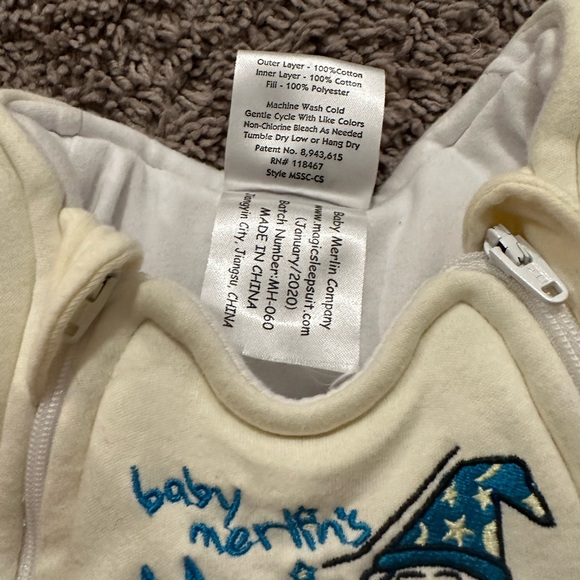 Outer Layer - 100%Cotton
Inner Layer - 100% Cotton
Fill - 100% Polyester
Machine Wash Cold
Gentle Cycle With Like Colors
Non-Chlorine Bleach As Needed
Tumble Dry Low or Hang Dry
Patent No. 8,943,615
RN# 118467
Style MSSC-CS
Baby Merlin Company
www.magicsleepsuit.com
(January/2020)
Batch Number:MH-060
MADE IN CHINA
Jiangyin City, Jiangsu, CHINA
baby
merlin's